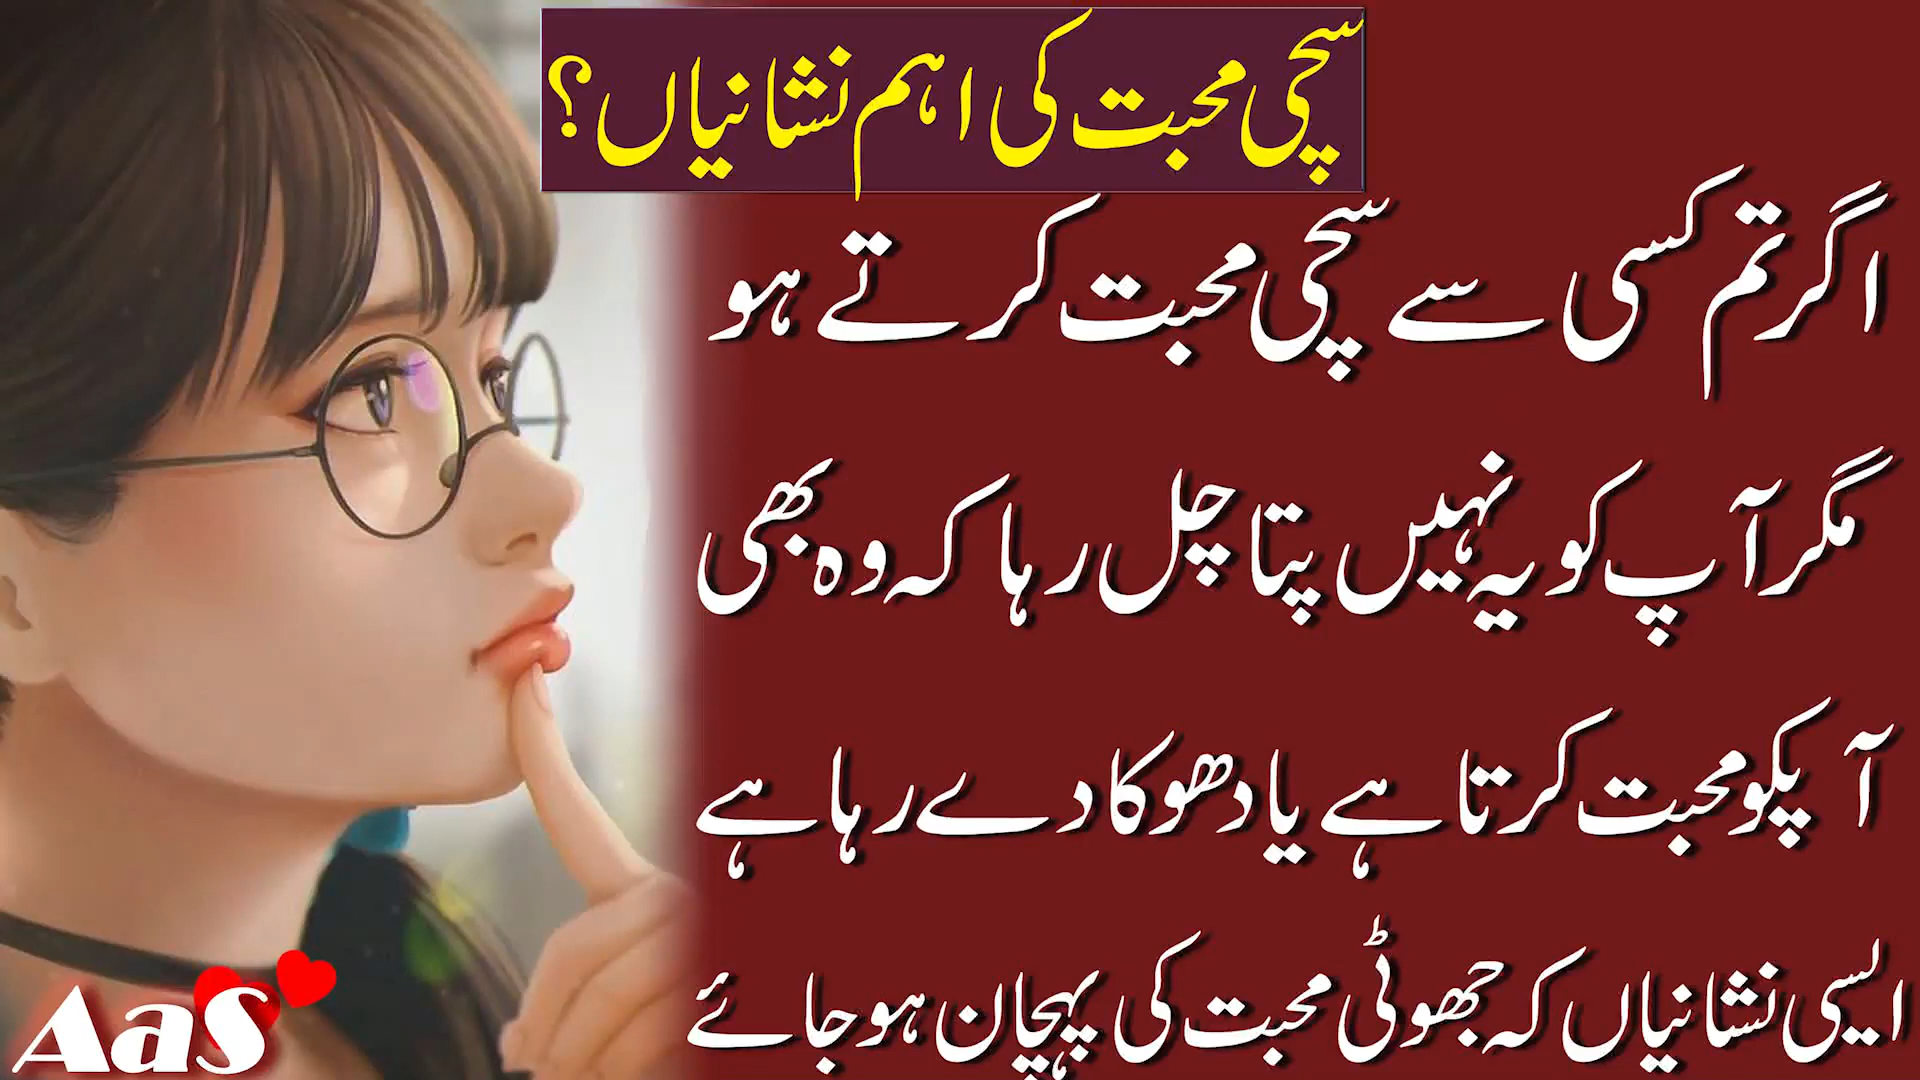 سچی محبت کی اہم نشانیاں؟
اگر تم کسی سے سچی محبت کرتے ہو
مگر آپ کو یہ نہیں پتا چل رہا کہ وہ بھی
آپکو محبت کرتا ہے یا دھوکا دے رہا ہے
ایسی نشانیاں کہ جھوٹی محبت کی پہچان ہو جائے
AaS